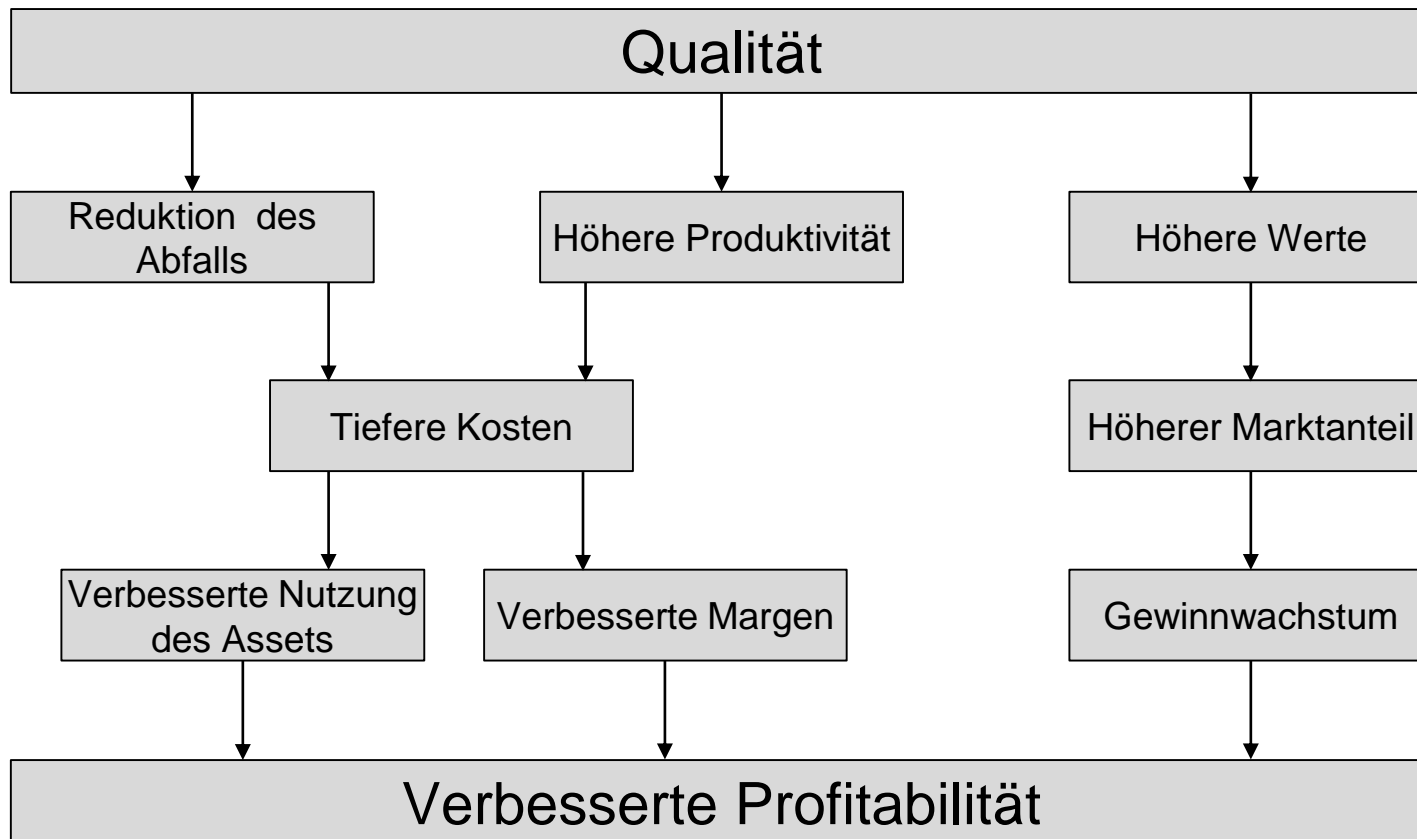 Qualität
Reduktion des
Abfalls
Höhere Produktivität
Höhere Werte
Tiefere Kosten
Höherer Marktanteil
Verbesserte Nutzung
des Assets
Verbesserte Margen
Gewinnwachstum
Verbesserte Profitabilität